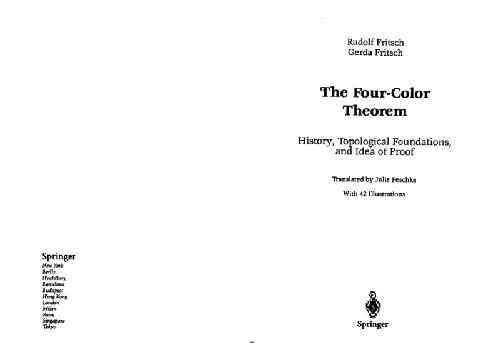 Rudolf Fritsch
Gerda Fritsch
The Four-Color
Theorem
History, Topological Foundations,
and Idea of Proof
Translated by Julie Peschke
With 42 Illustrations
Springer
New York
Berlin
Heidelberg
Barcelona
Budapest
Hong Kong
London
Milan
Paris
Singapore
Tokyo
Springer